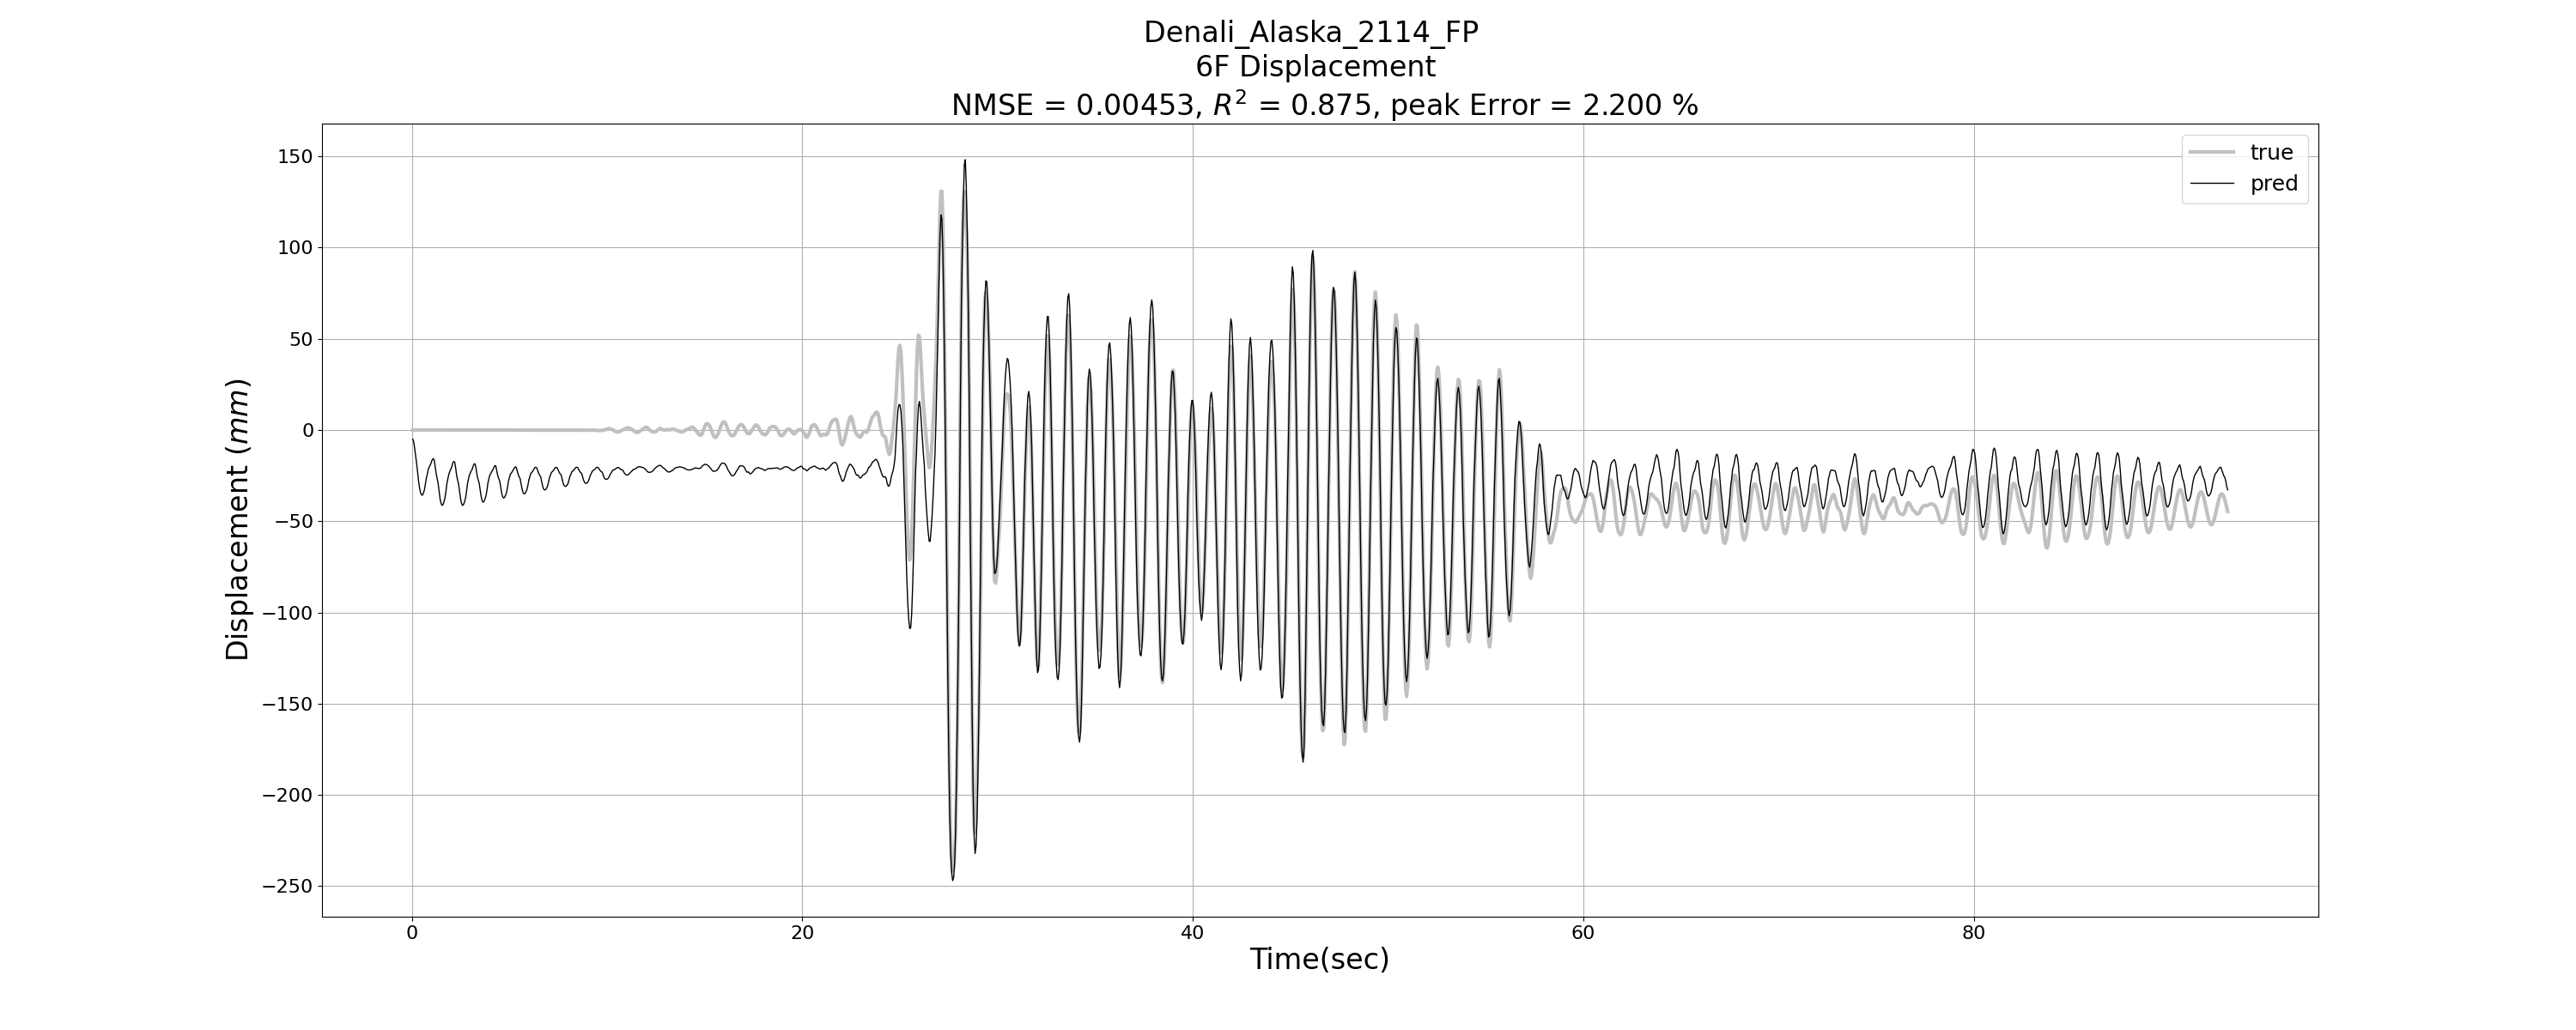 Denali_Alaska_2114_FP
6F Displacement
NMSE = 0.00453, R² = 0.875, peak Error = 2.200 %
true
pred
150
100
50
0
−50
−100
−150
−200
−250
Displacement (mm)
0 20 40 60 80
Time(sec)